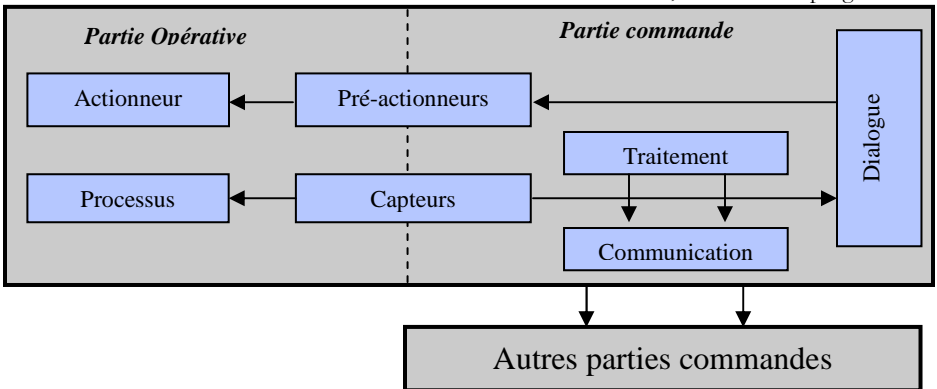 Partie Opérative
Partie commande
Actionneur
Pré-actionneurs
Dialogue
Traitement
Processus
Capteurs
Communication
Autres parties commandes